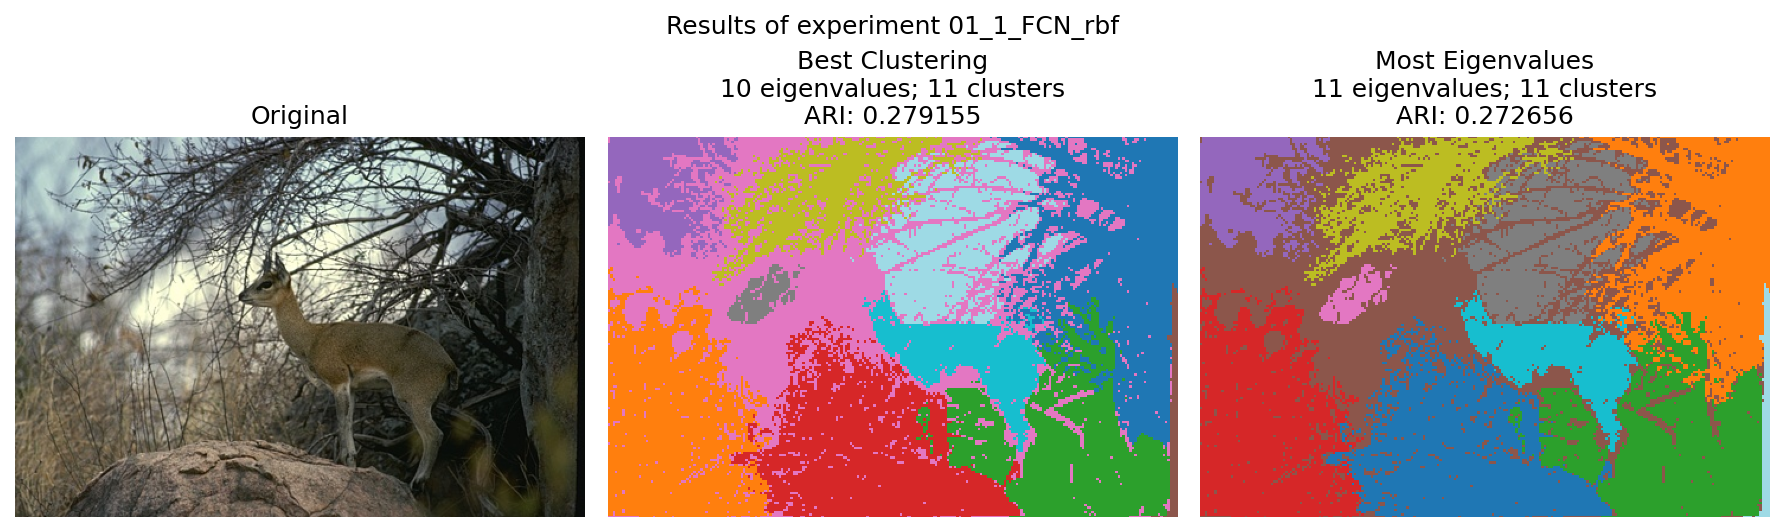 Results of experiment 01_1_FCN_rbf
Original
Best Clustering
10 eigenvalues; 11 clusters
ARI: 0.279155
Most Eigenvalues
11 eigenvalues; 11 clusters
ARI: 0.272656